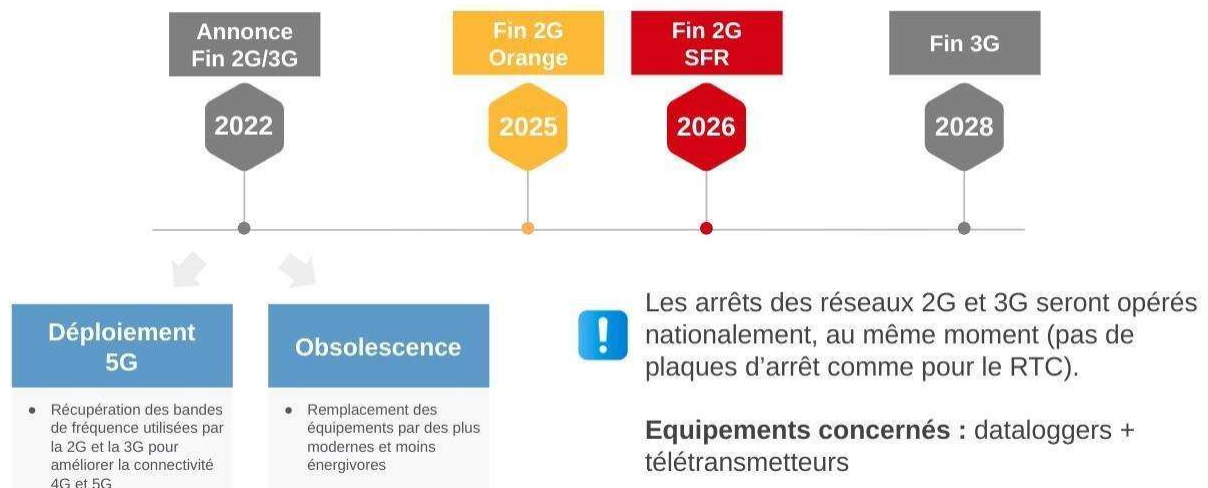 Annonce
Fin 2G/3G
Fin 2G
Orange
Fin 2G
SFR
Fin 3G
2022
2025
2026
2028
Déploiement
5G
Obsolescence
• Récupération des bandes
de fréquence utilisées par
la 2G et la 3G pour
améliorer la connectivité
4G et 5G
• Remplacement des
équipements par des plus
modernes et moins
énergivores
Les arrêts des réseaux 2G et 3G seront opérés
nationalement, au même moment (pas de
plaques d’arrêt comme pour le RTC).
Equipements concernés : dataloggers +
télétransmetteurs